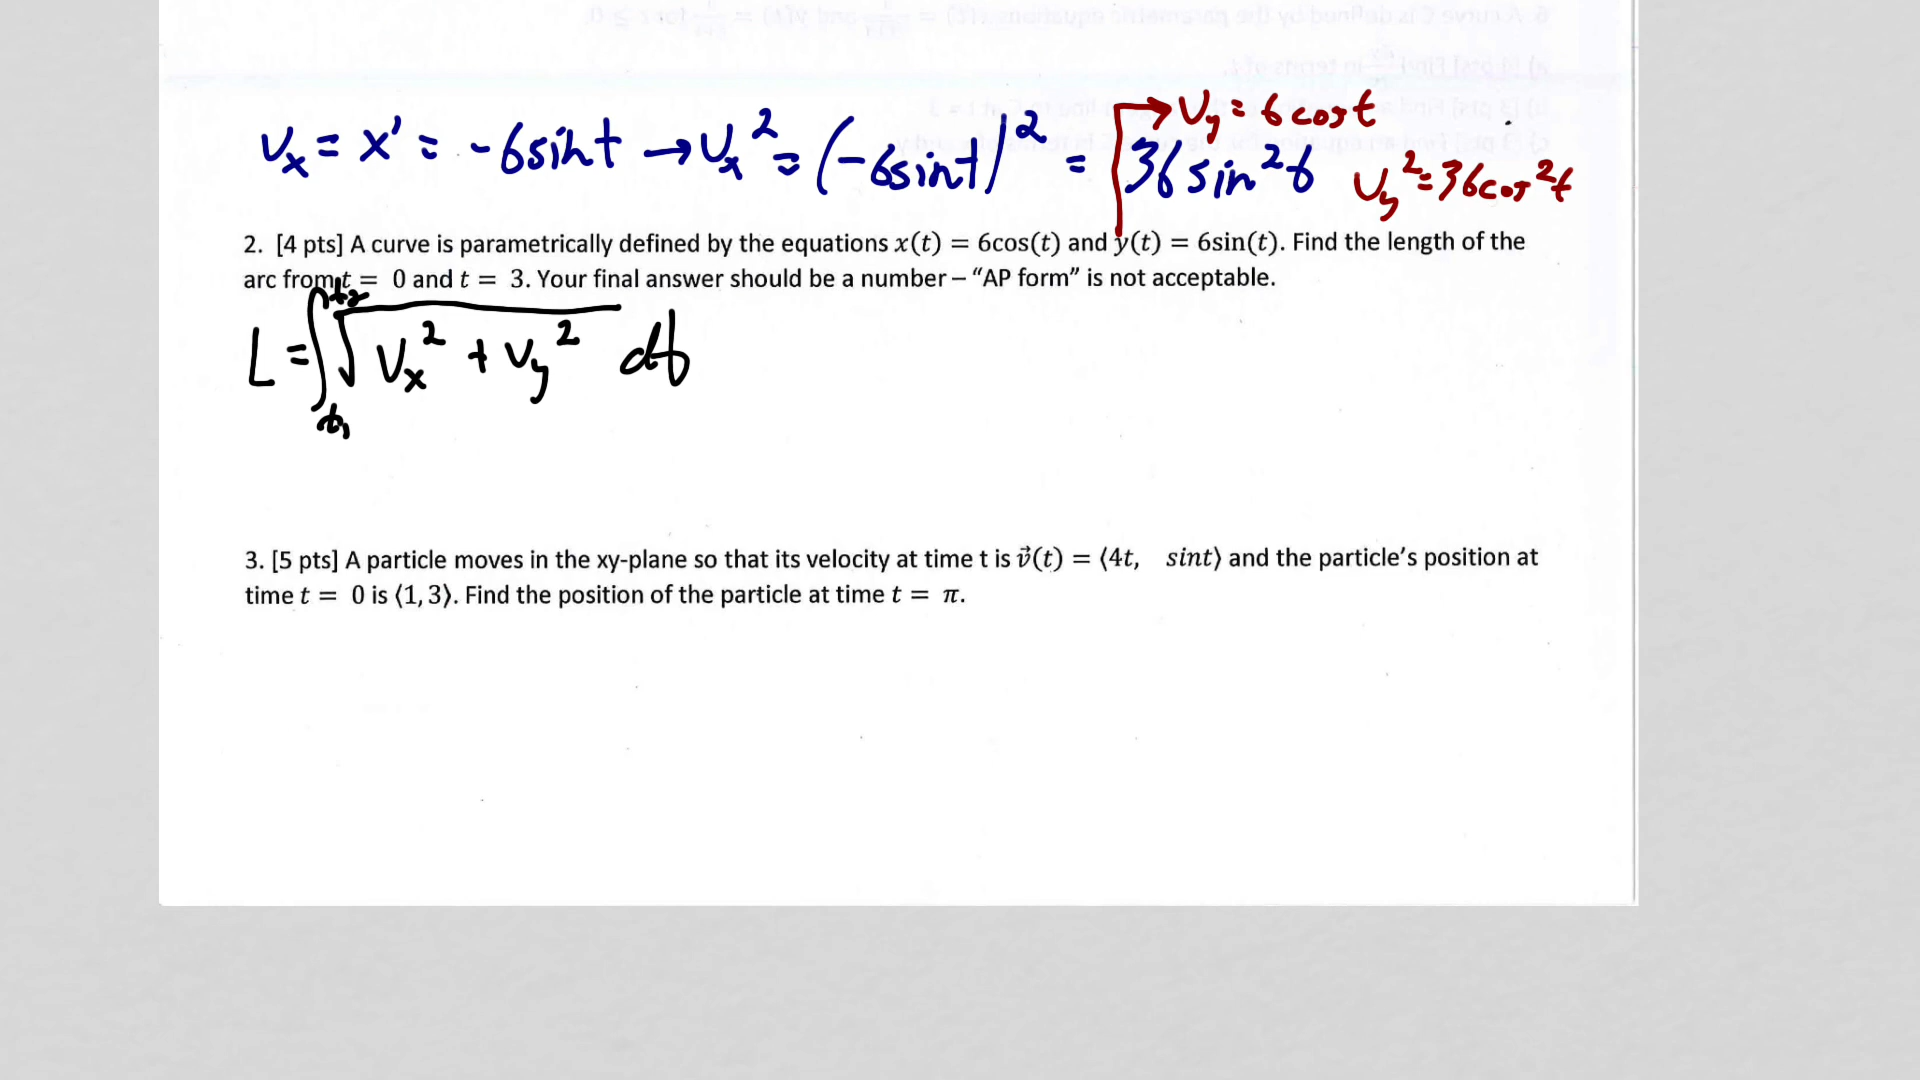 Vy = 6cost
Vx = x' = -6sint → Vx² = (-6sint)² = 36sin²t Vy² = 36cos²t
2. [4 pts] A curve is parametrically defined by the equations x(t) = 6cos(t) and y(t) = 6sin(t). Find the length of the
arc from t = 0 and t = 3. Your final answer should be a number – “AP form” is not acceptable.
L = ∫ₜ₁ᵗ² √(Vx² + Vy²) dt
3. [5 pts] A particle moves in the xy-plane so that its velocity at time t is v⃗(t) = ⟨4t, sint⟩ and the particle’s position at
time t = 0 is ⟨1, 3⟩. Find the position of the particle at time t = π.